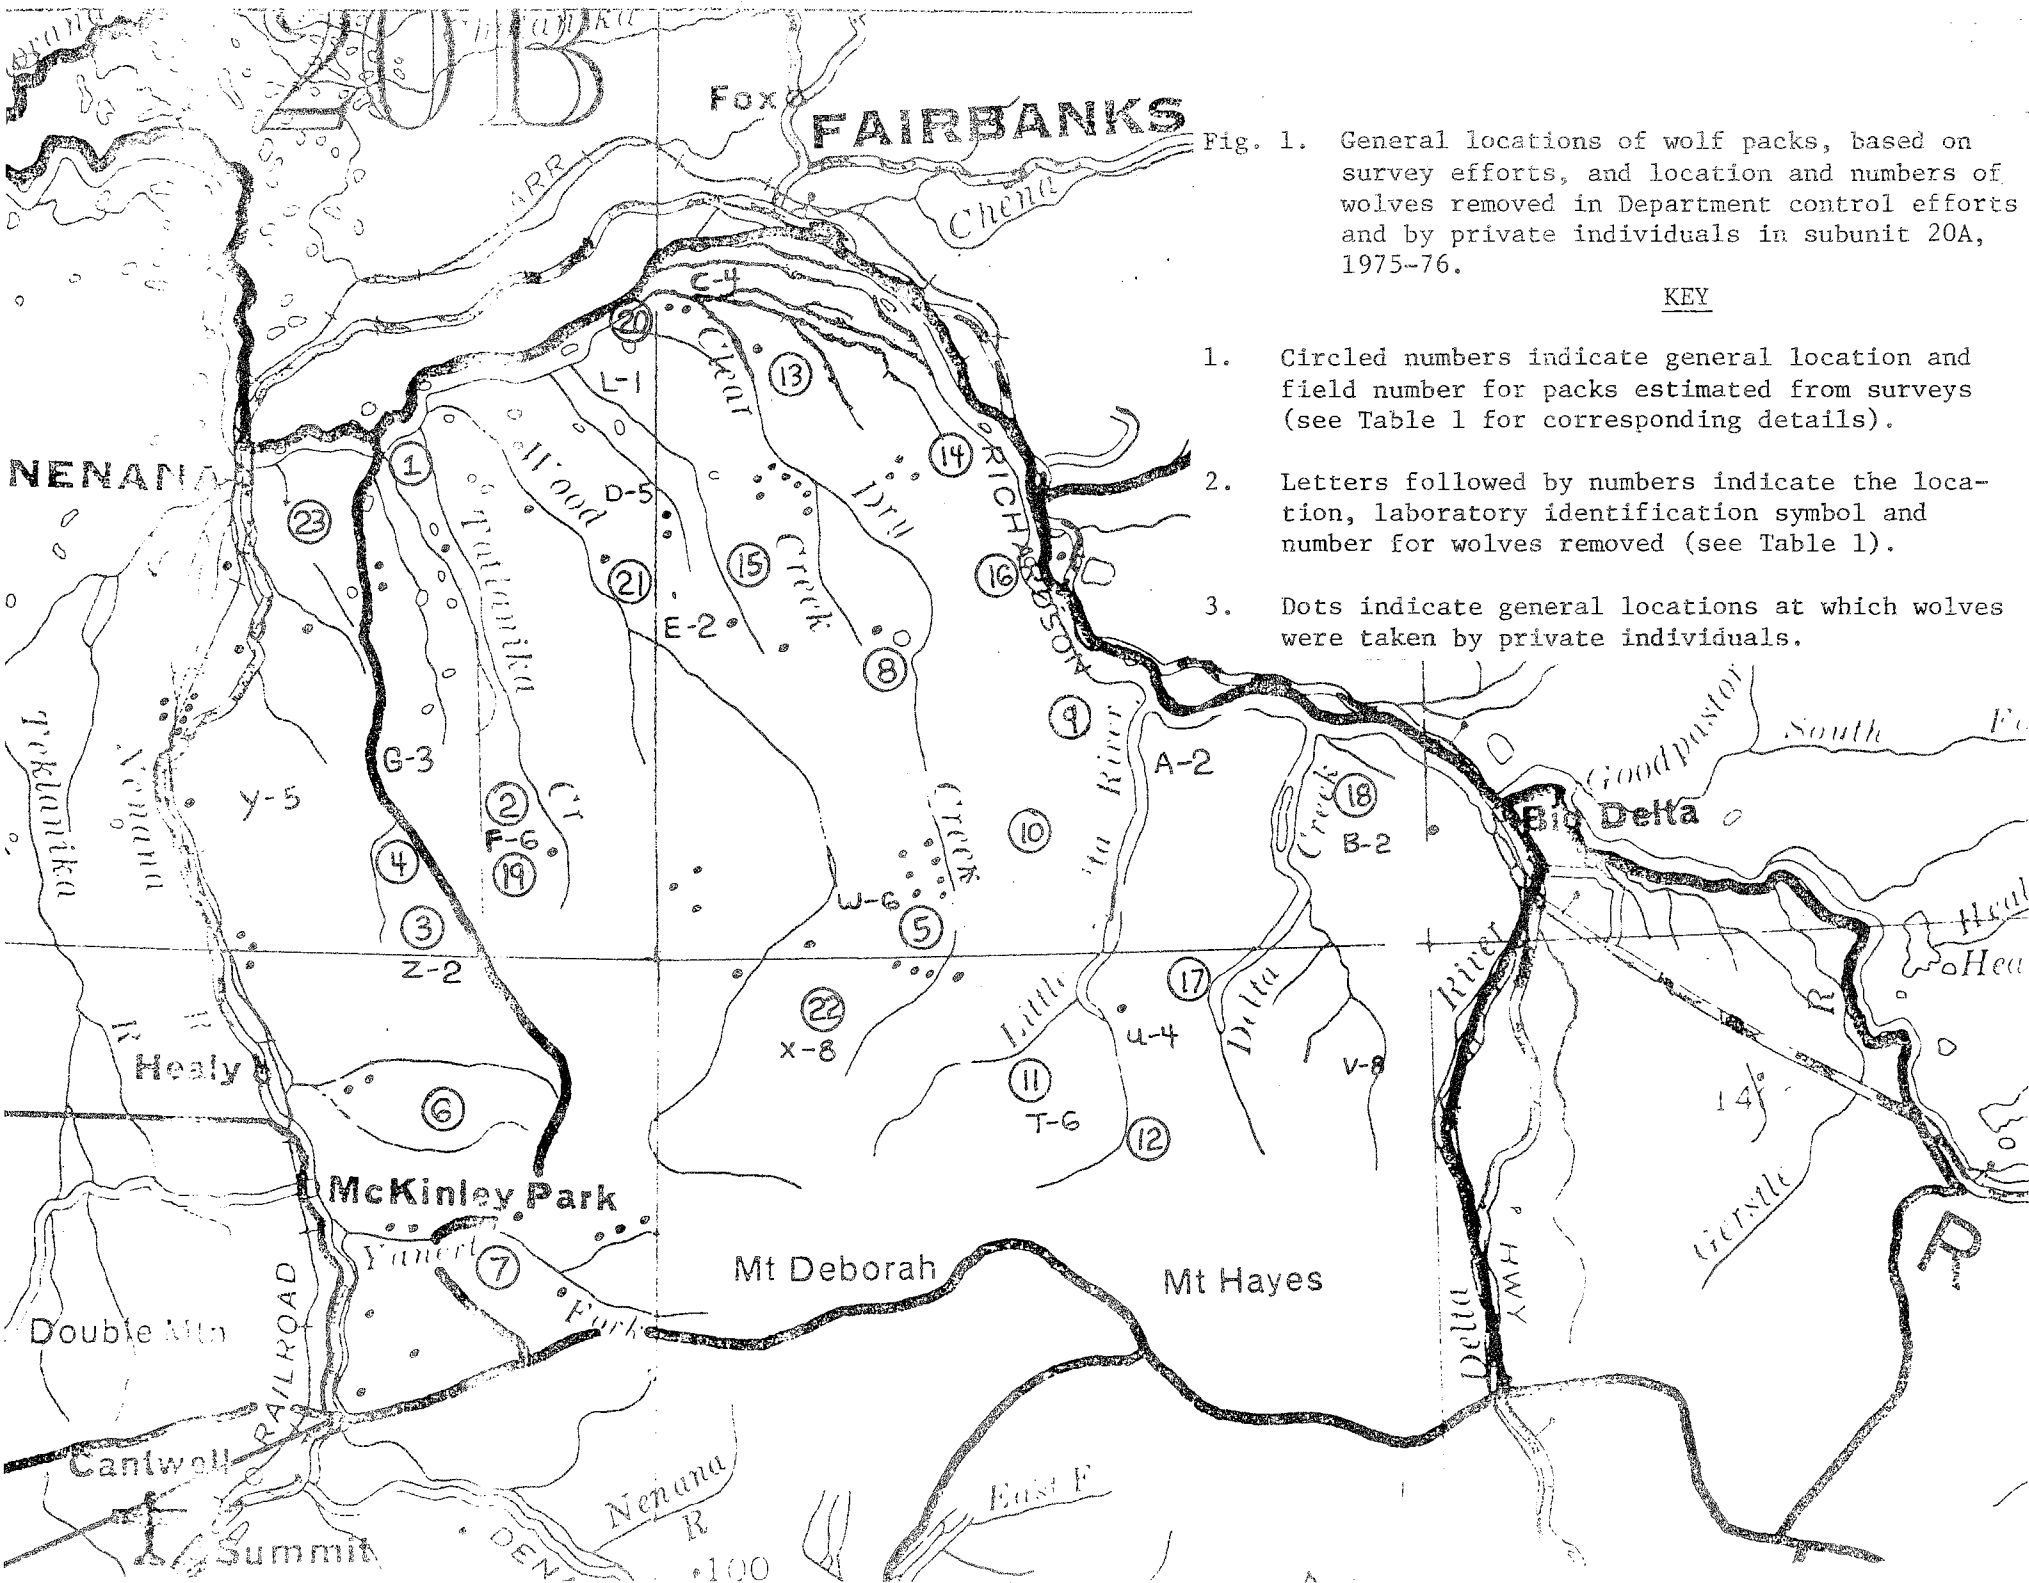 20B
Fox
FAIRBANKS
ARR
Chena
Fig. 1. General locations of wolf packs, based on
survey efforts, and location and numbers of
wolves removed in Department control efforts
and by private individuals in subunit 20A,
1975-76.
KEY
1. Circled numbers indicate general location and
field number for packs estimated from surveys
(see Table 1 for corresponding details).
2. Letters followed by numbers indicate the loca-
tion, laboratory identification symbol and
number for wolves removed (see Table 1).
3. Dots indicate general locations at which wolves
were taken by private individuals.
C-4
20
Clear
13
L-1
14
1
NENANA
Wood
D-5
Dry
RICHARDSON
23
Tatlanika
15
Creek
16
21
E-2
8
9
Teklanika
Nenana
River
A-2
Goodpastor
South
G-3
Y-5
2
Cr
Creek
10
Creek
18
Big Delta
F-6
B-2
4
19
W-6
3
5
Z-2
River
17
Delta
Little
22
X-8
U-4
R
R
Healy
11
V-8
6
T-6
12
14
McKinley Park
Yanert
7
Mt Deborah
Mt Hayes
HWY
Gerstle
R
Fork
Double Mtn
RAILROAD
Delta
Cantwell
Nenana
R
East F
Summit
DEN
100